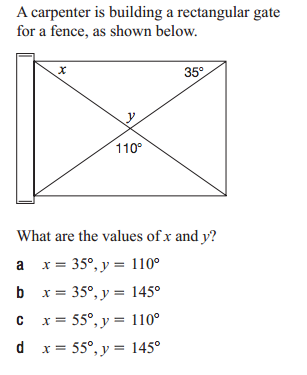 A carpenter is building a rectangular gate
for a fence, as shown below.
x
35°
y
110°
What are the values of x and y?
a x = 35°, y = 110°
b x = 35°, y = 145°
c x = 55°, y = 110°
d x = 55°, y = 145°